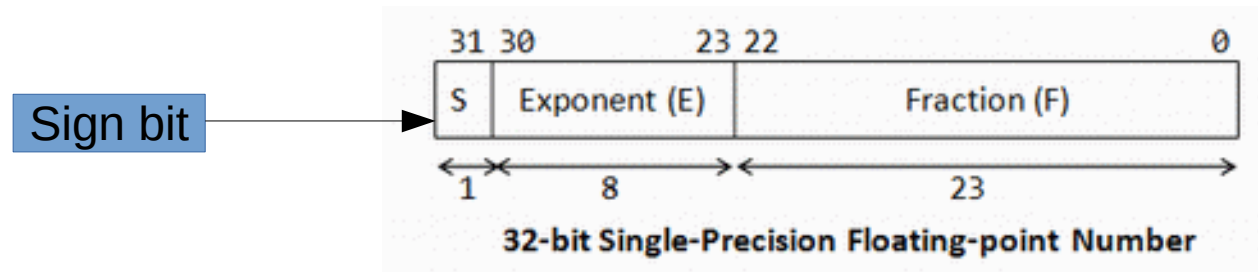 31 30 23 22 0
Sign bit
S Exponent (E) Fraction (F)
1 8 23
32-bit Single-Precision Floating-point Number